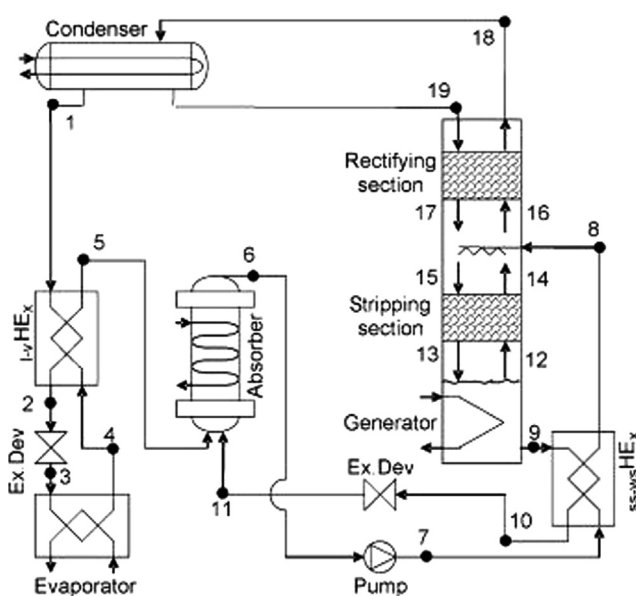 Condenser
18
1
19
Rectifying
section
17
16
8
5
6
15
14
l-vHEx
Absorber
Stripping
section
13
12
2
Generator
Ex.Dev
4
9
3
Ex.Dev
ss-wsHEx
11
10
7
Evaporator
Pump